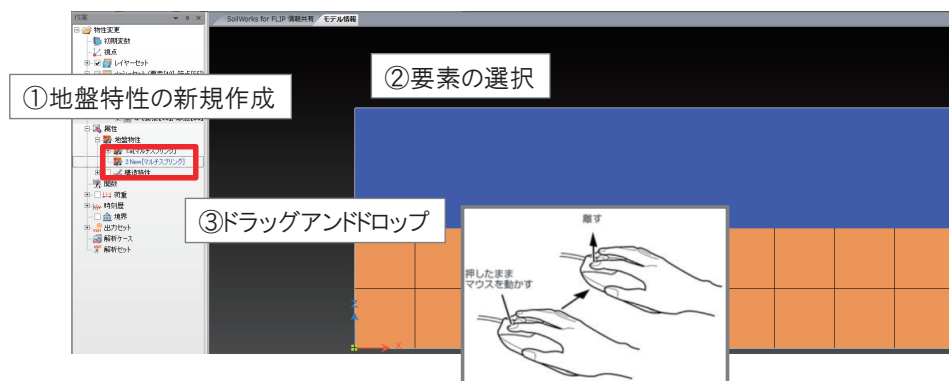 作業
SoilWorks for FLIP 情報共有
モデル情報
物性変更
初期変数
視点
レイヤーセット
①地盤特性の新規作成
②要素の選択
属性
地盤物性
2:New[マルチスプリング]
構造特性
関数
荷重
時刻歴
境界
出力セット
解析ケース
解析セット
③ドラッグアンドドロップ
離す
押したまま
マウスを動かす
Z
X